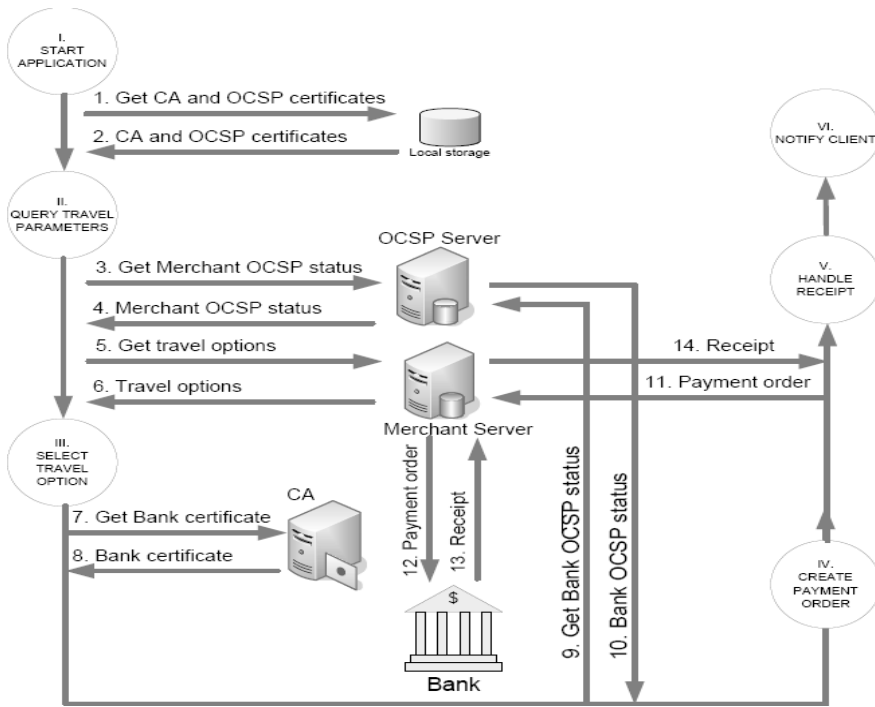 I.
START
APPLICATION
1. Get CA and OCSP certificates
2. CA and OCSP certificates
Local storage
VI.
NOTIFY CLIENT
II.
QUERY TRAVEL
PARAMETERS
OCSP Server
3. Get Merchant OCSP status
4. Merchant OCSP status
V.
HANDLE
RECEIPT
5. Get travel options
14. Receipt
6. Travel options
11. Payment order
Merchant Server
III.
SELECT
TRAVEL
OPTION
12. Payment order
13. Receipt
9. Get Bank OCSP status
10. Bank OCSP status
CA
7. Get Bank certificate
8. Bank certificate
IV.
CREATE
PAYMENT
ORDER
$
Bank